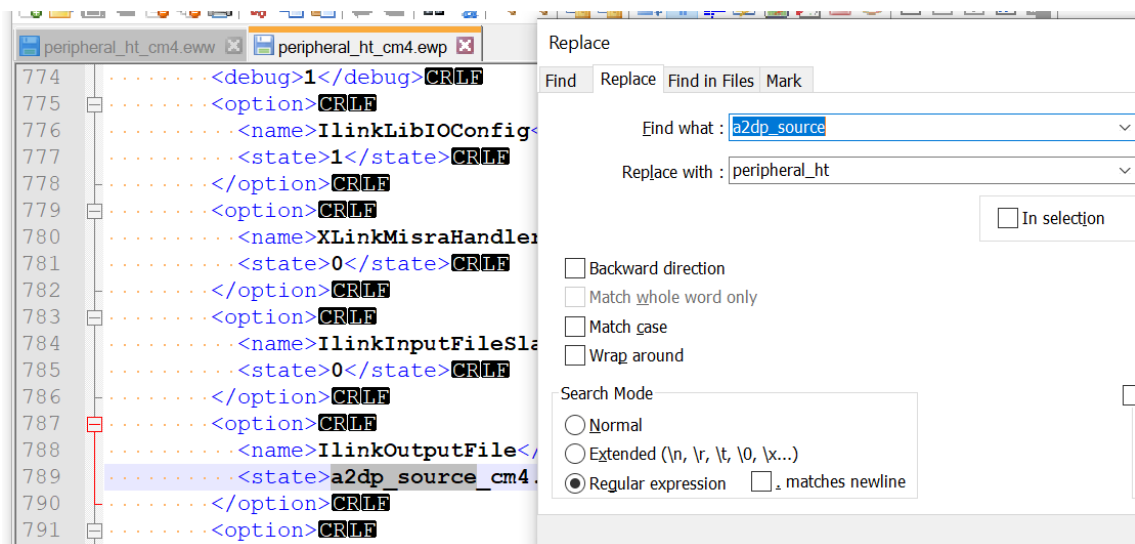 peripheral_ht_cm4.eww peripheral_ht_cm4.ewp
774 <debug>1</debug>CRLF
775 <option>CRLF
776 <name>IlinkLibIOConfig<
777 <state>1</state>CRLF
778 </option>CRLF
779 <option>CRLF
780 <name>XLinkMisraHandler
781 <state>0</state>CRLF
782 </option>CRLF
783 <option>CRLF
784 <name>IlinkInputFileSla
785 <state>0</state>CRLF
786 </option>CRLF
787 <option>CRLF
788 <name>IlinkOutputFile</
789 <state>a2dp_source_cm4.
790 </option>CRLF
791 <option>CRLF
Replace
Find Replace Find in Files Mark
Find what : a2dp_source
Replace with : peripheral_ht
In selection
Backward direction
Match whole word only
Match case
Wrap around
Search Mode
Normal
Extended (\n, \r, \t, \0, \x...)
Regular expression . matches newline